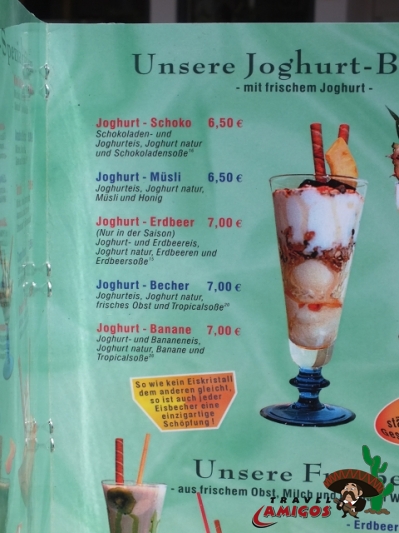 Unsere Joghurt-B
- mit frischem Joghurt -
Joghurt - Schoko 6,50 €
Schokoladen- und
Joghurteis, Joghurt natur
und Schokoladensoße
Joghurt - Müsli 6,50 €
Joghurteis, Joghurt natur,
Müsli und Honig
Joghurt - Erdbeer 7,00 €
(Nur in der Saison)
Joghurt- und Erdbeereis,
Joghurt natur, Erdbeeren und
Erdbeersoße
Joghurt - Becher 7,00 €
Joghurteis, Joghurt natur,
frisches Obst und Tropicalsoße
Joghurt - Banane 7,00 €
Joghurt- und Bananeneis,
Joghurt natur, Banane und
Tropicalsoße
So wie kein Eiskristall
dem anderen gleicht,
so ist auch jeder
Eisbecher eine
einzigartige
Schöpfung!
Unsere F
- aus frischem Obst, Milch und
- Erdbeer
TRAVEL
AMIGOS